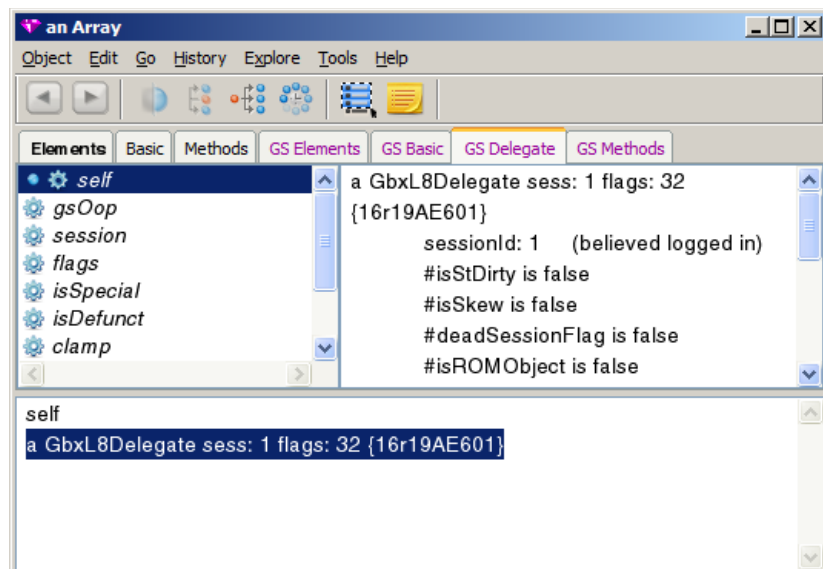 an Array
Object Edit Go History Explore Tools Help
Elements Basic Methods GS Elements GS Basic GS Delegate GS Methods
self
gsOop
session
flags
isSpecial
isDefunct
clamp
a GbxL8Delegate sess: 1 flags: 32
{16r19AE601}
sessionId: 1 (believed logged in)
#isStDirty is false
#isSkew is false
#deadSessionFlag is false
#isROMObject is false
self
a GbxL8Delegate sess: 1 flags: 32 {16r19AE601}